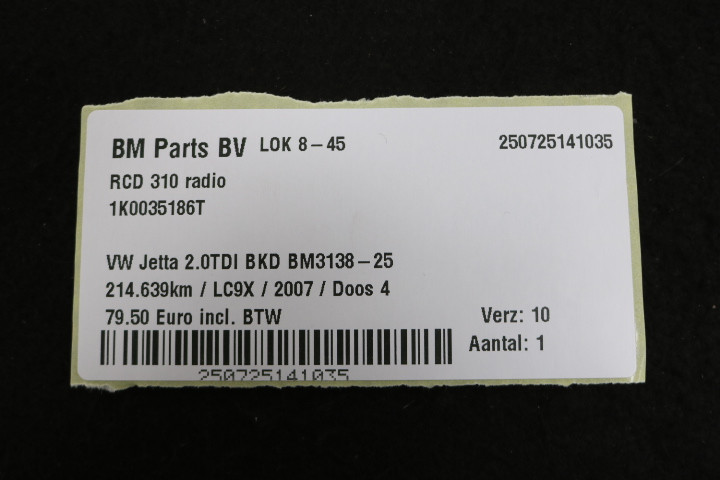 BM Parts BV LOK 8-45 250725141035
RCD 310 radio
1K0035186T
VW Jetta 2.0TDI BKD BM3138-25
214.639km / LC9X / 2007 / Doos 4
79.50 Euro incl. BTW Verz: 10
Aantal: 1
250725141035